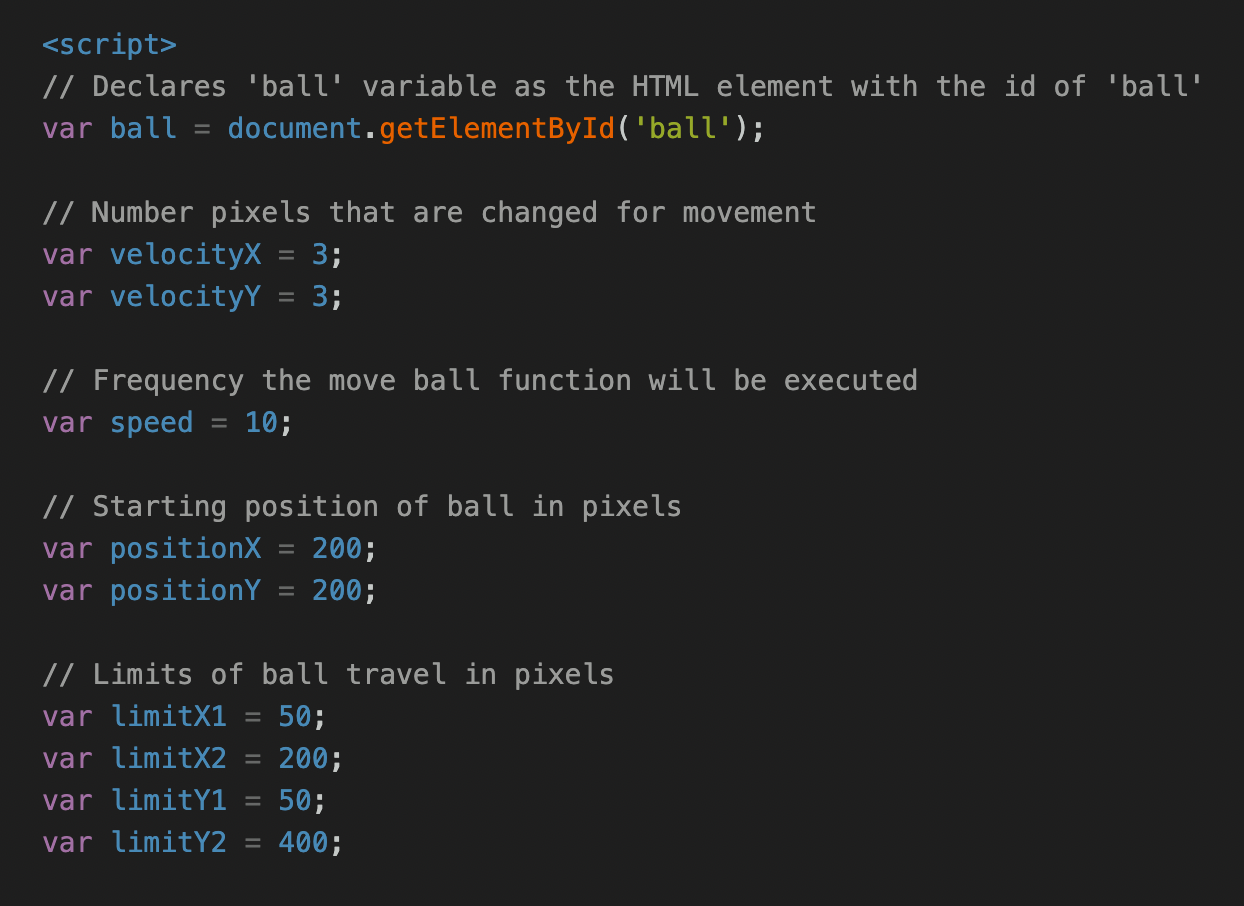 <script>
// Declares 'ball' variable as the HTML element with the id of 'ball'
var ball = document.getElementById('ball');

// Number pixels that are changed for movement
var velocityX = 3;
var velocityY = 3;

// Frequency the move ball function will be executed
var speed = 10;

// Starting position of ball in pixels
var positionX = 200;
var positionY = 200;

// Limits of ball travel in pixels
var limitX1 = 50;
var limitX2 = 200;
var limitY1 = 50;
var limitY2 = 400;